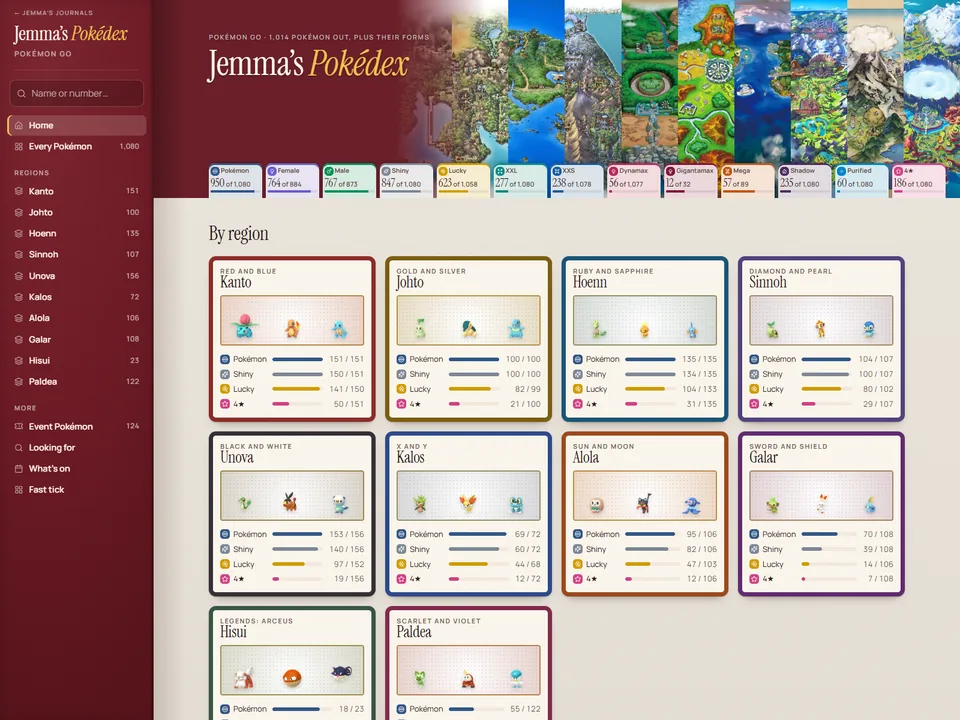 ← JEMMA'S JOURNALS
Jemma's Pokédex
POKÉMON GO
Name or number...
Home
Every Pokémon 1,080
REGIONS
Kanto 151
Johto 100
Hoenn 135
Sinnoh 107
Unova 156
Kalos 72
Alola 106
Galar 108
Hisui 23
Paldea 122
MORE
Event Pokémon 124
Looking for
What's on
Fast tick
POKÉMON GO · 1,014 POKÉMON OUT, PLUS THEIR FORMS
Jemma's Pokédex
Pokémon
930 of 1,080
Female
764 of 884
Male
767 of 873
Shiny
847 of 1,080
Lucky
623 of 1,058
XXL
277 of 1,080
XXS
238 of 1,078
Dynamax
56 of 1,077
Gigantamax
12 of 32
Mega
57 of 89
Shadow
235 of 1,080
Purified
60 of 1,080
4★
186 of 1,080
By region
RED AND BLUE
Kanto
Pokémon 151 / 151
Shiny 150 / 151
Lucky 141 / 150
4★ 50 / 151
GOLD AND SILVER
Johto
Pokémon 100 / 100
Shiny 100 / 100
Lucky 82 / 99
4★ 21 / 100
RUBY AND SAPPHIRE
Hoenn
Pokémon 135 / 135
Shiny 134 / 135
Lucky 104 / 133
4★ 31 / 135
DIAMOND AND PEARL
Sinnoh
Pokémon 104 / 107
Shiny 100 / 107
Lucky 80 / 102
4★ 29 / 107
BLACK AND WHITE
Unova
Pokémon 153 / 156
Shiny 140 / 156
Lucky 97 / 152
4★ 19 / 156
X AND Y
Kalos
Pokémon 69 / 72
Shiny 60 / 72
Lucky 44 / 68
4★ 12 / 72
SUN AND MOON
Alola
Pokémon 95 / 106
Shiny 82 / 106
Lucky 47 / 103
4★ 12 / 106
SWORD AND SHIELD
Galar
Pokémon 70 / 108
Shiny 39 / 108
Lucky 14 / 106
4★ 7 / 108
LEGENDS: ARCEUS
Hisui
Pokémon 18 / 23
SCARLET AND VIOLET
Paldea
Pokémon 55 / 122